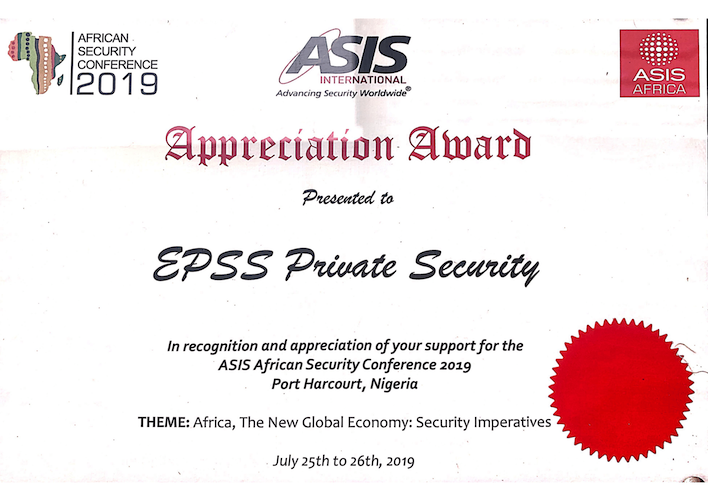 AFRICAN
SECURITY
CONFERENCE
2019
ASIS
INTERNATIONAL
Advancing Security Worldwide®
ASIS
AFRICA
Appreciation Award
Presented to
EPSS Private Security
In recognition and appreciation of your support for the
ASIS African Security Conference 2019
Port Harcourt, Nigeria
THEME: Africa, The New Global Economy: Security Imperatives
July 25th to 26th, 2019